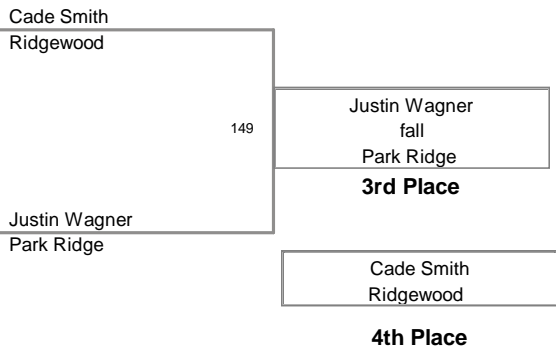 Cade Smith
Ridgewood
149
Justin Wagner
fall
Park Ridge
3rd Place
Justin Wagner
Park Ridge
Cade Smith
Ridgewood
4th Place